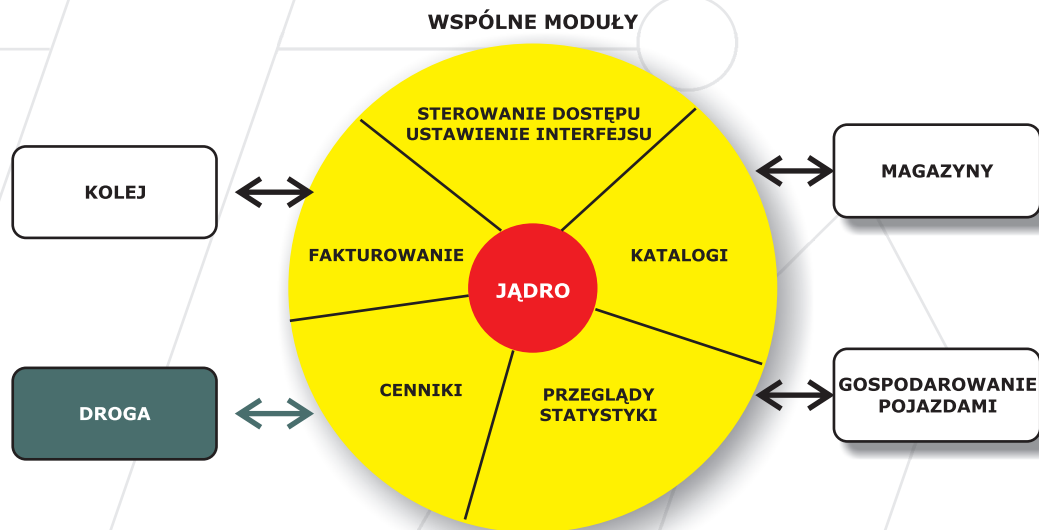 WSPÓLNE MODUŁY
STEROWANIE DOSTĘPU
USTAWIENIE INTERFEJSU
KOLEJ
MAGAZYNY
FAKTUROWANIE
KATALOGI
JĄDRO
CENNIKI
PRZEGLĄDY
STATYSTYKI
DROGA
GOSPODAROWANIE
POJAZDAMI